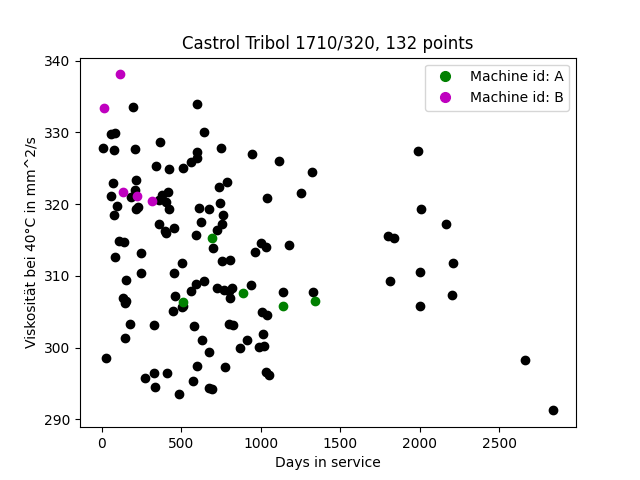 Castrol Tribol 1710/320, 132 points
Machine id: A
Machine id: B
Viskosität bei 40°C in mm^2/s
340
330
320
310
300
290
0 500 1000 1500 2000 2500
Days in service